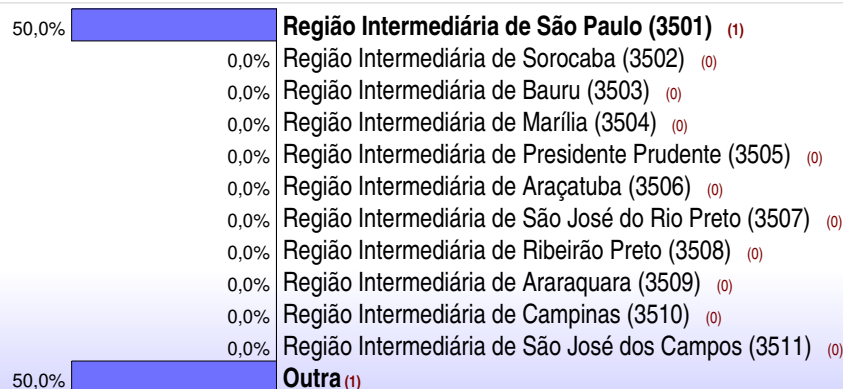 50,0% Região Intermediária de São Paulo (3501) (1)
0,0% Região Intermediária de Sorocaba (3502) (0)
0,0% Região Intermediária de Bauru (3503) (0)
0,0% Região Intermediária de Marília (3504) (0)
0,0% Região Intermediária de Presidente Prudente (3505) (0)
0,0% Região Intermediária de Araçatuba (3506) (0)
0,0% Região Intermediária de São José do Rio Preto (3507) (0)
0,0% Região Intermediária de Ribeirão Preto (3508) (0)
0,0% Região Intermediária de Araraquara (3509) (0)
0,0% Região Intermediária de Campinas (3510) (0)
0,0% Região Intermediária de São José dos Campos (3511) (0)
50,0% Outra (1)